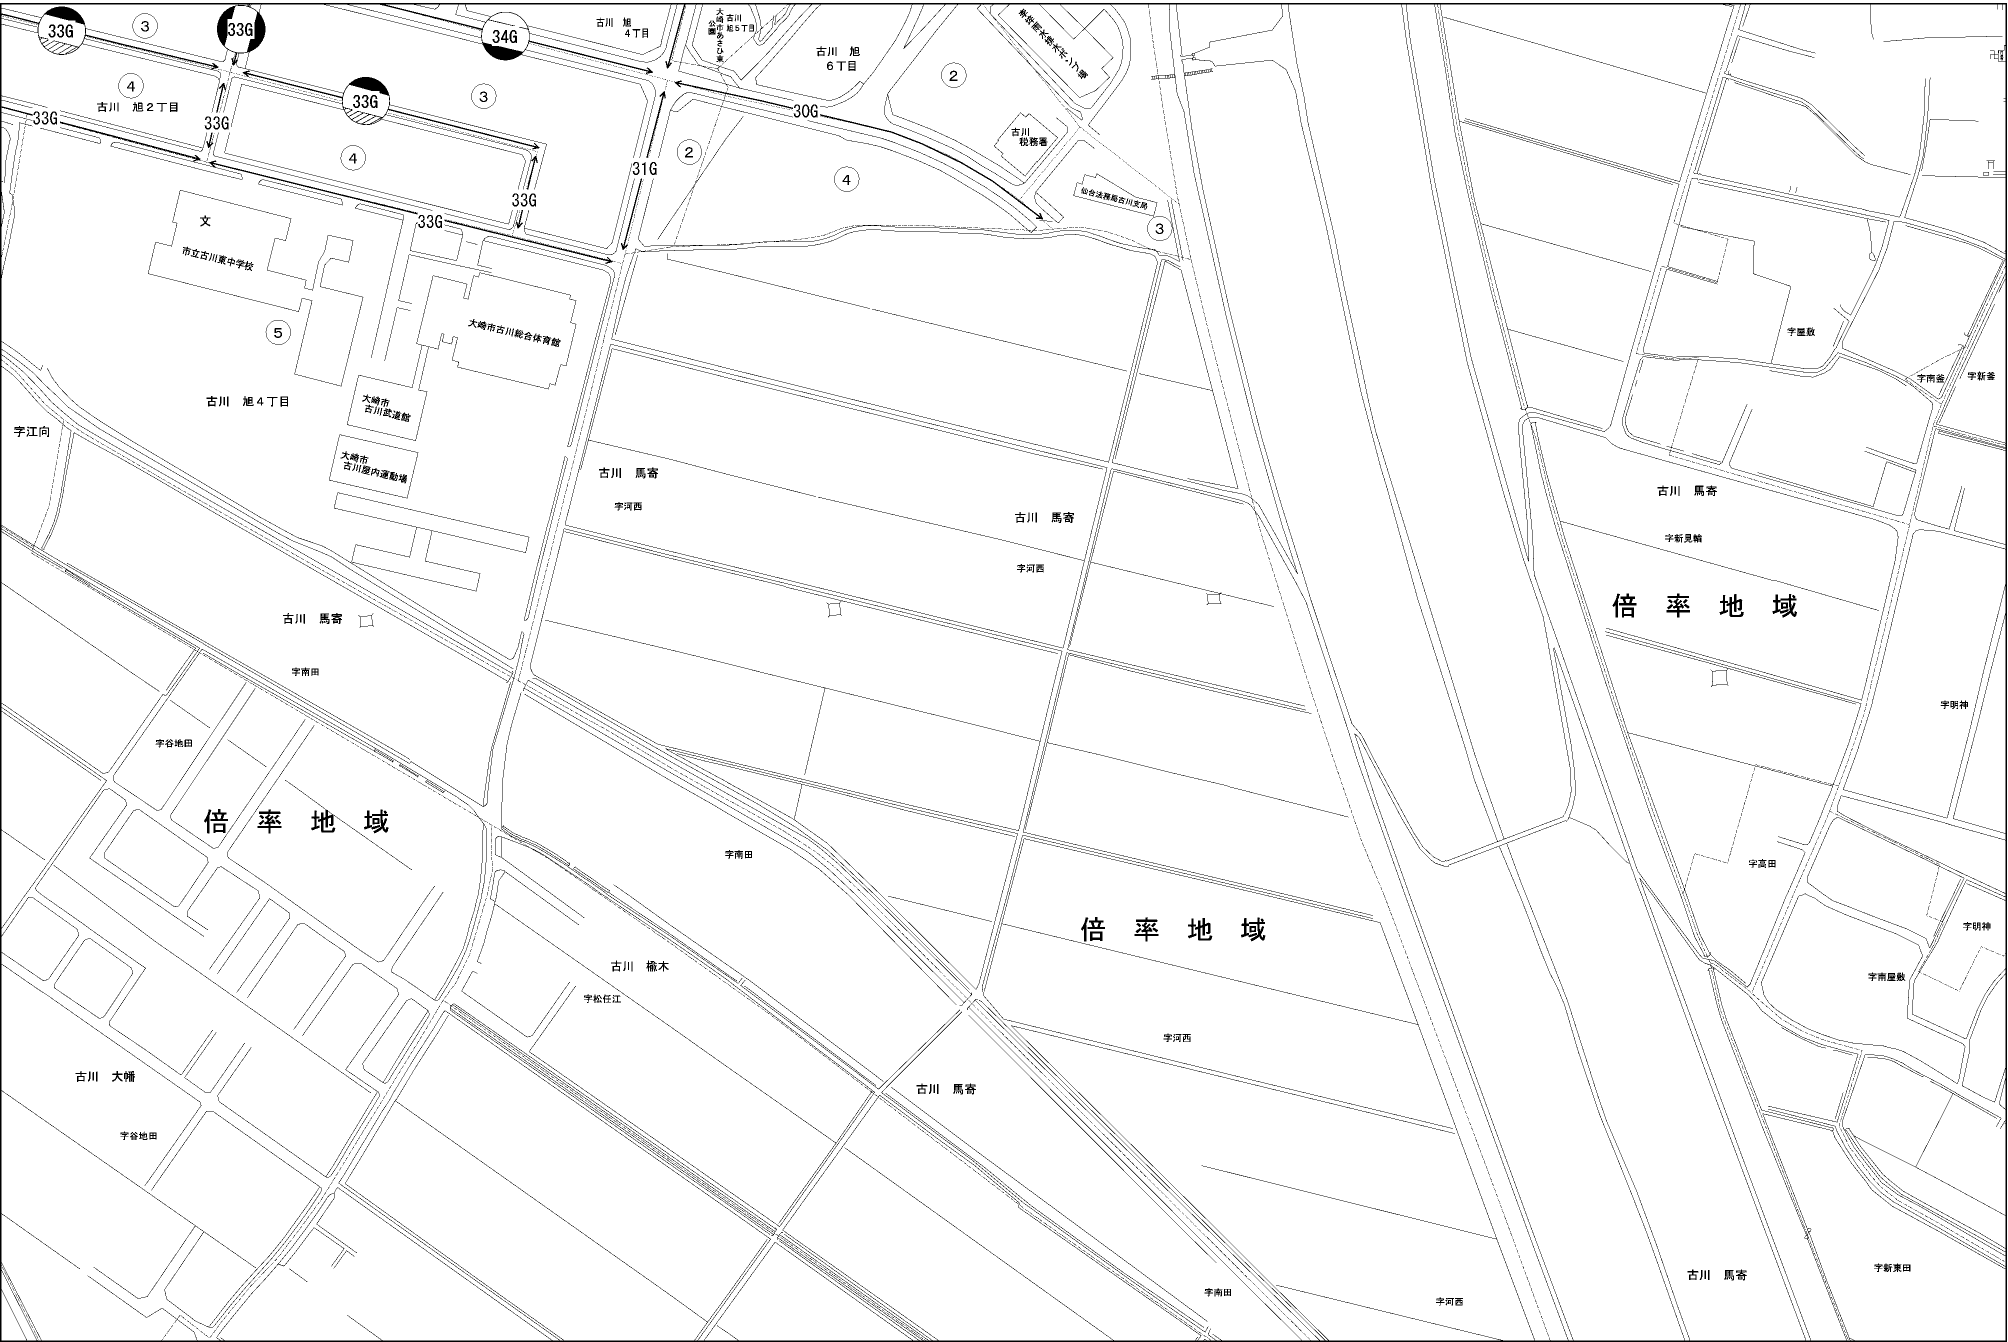 33G
③
33G
34G
古川 旭
4丁目
大崎市あさひ東
公園
古川
旭5丁目
古川 旭
6丁目
②
④
古川 旭2丁目
33G
③
30G
33G
33G
古川
税務署
④
②
31G
④
仙台法務局古川支局
33G
③
33G
文
市立古川東中学校
⑤
大崎市古川総合体育館
字屋敷
字南釜
字新釜
古川 旭4丁目
大崎市
古川武道館
字江向
大崎市
古川屋内運動場
古川 馬寄
字河西
古川 馬寄
古川 馬寄
字新見輪
字河西
倍 率 地 域
古川 馬寄
字南田
字明神
字谷地田
倍 率 地 域
字南田
字高田
倍 率 地 域
字明神
古川 楡木
字南屋敷
字松任江
字河西
古川 大幡
古川 馬寄
字谷地田
字新東田
古川 馬寄
字南田
字河西